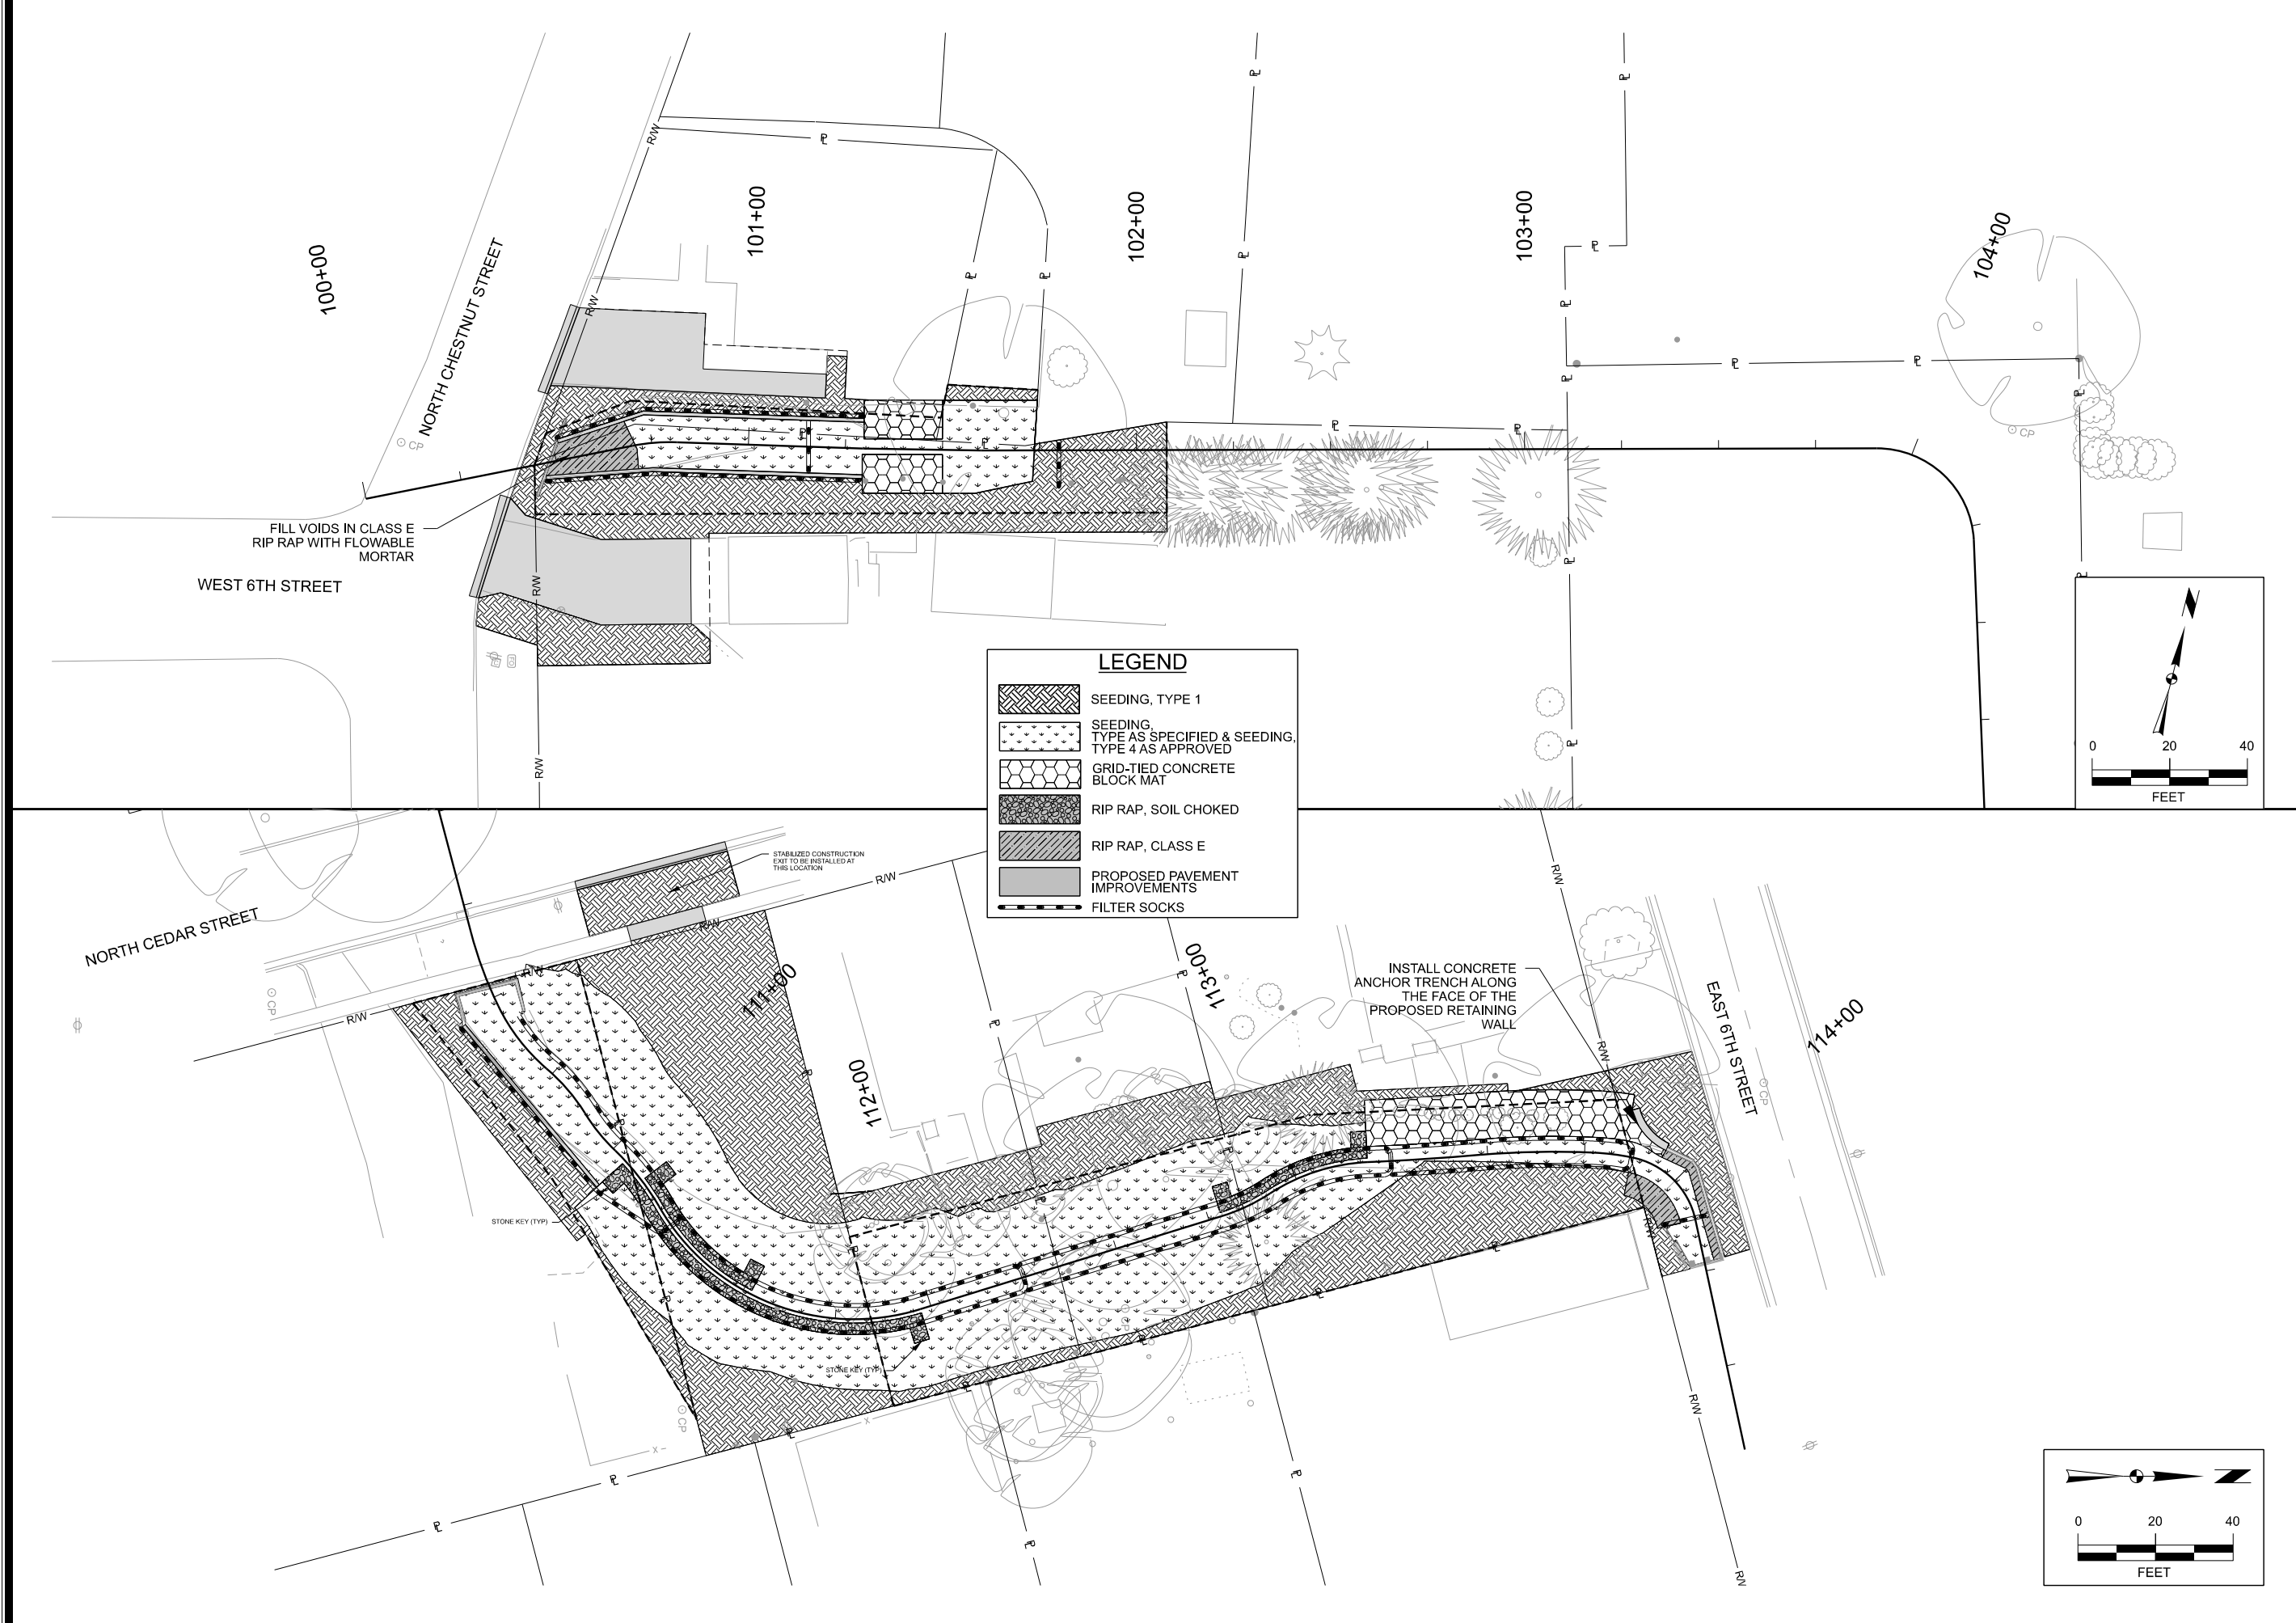 100+00
101+00
102+00
103+00
104+00
NORTH CHESTNUT STREET
R/W
R/W
R/W
R/W
CP
CP
FILL VOIDS IN CLASS E
RIP RAP WITH FLOWABLE
MORTAR
WEST 6TH STREET
LEGEND
SEEDING, TYPE 1
SEEDING,
TYPE AS SPECIFIED & SEEDING,
TYPE 4 AS APPROVED
GRID-TIED CONCRETE
BLOCK MAT
RIP RAP, SOIL CHOKED
RIP RAP, CLASS E
PROPOSED PAVEMENT
IMPROVEMENTS
FILTER SOCKS
N
0 20 40
FEET
NORTH CEDAR STREET
STABILIZED CONSTRUCTION
EXIT TO BE INSTALLED AT
THIS LOCATION
R/W
R/W
R/W
R/W
R/W
R/W
R/W
R/W
CP
CP
CP
CP
111+00
112+00
113+00
114+00
INSTALL CONCRETE
ANCHOR TRENCH ALONG
THE FACE OF THE
PROPOSED RETAINING
WALL
EAST 6TH STREET
STONE KEY (TYP)
STONE KEY (TYP)
X
X
N
0 20 40
FEET